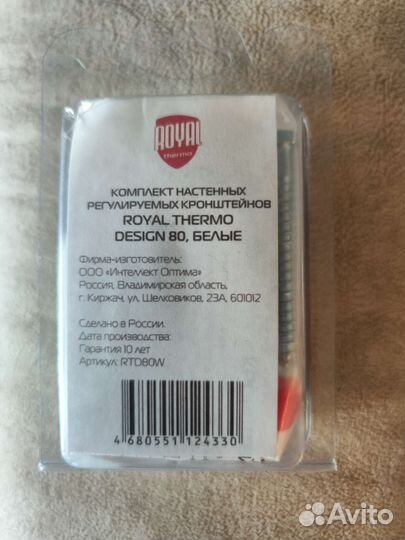 ROYAL
thermo
КОМПЛЕКТ НАСТЕННЫХ
РЕГУЛИРУЕМЫХ КРОНШТЕЙНОВ
ROYAL THERMO
DESIGN 80, БЕЛЫЕ
Фирма-изготовитель:
ООО «Интеллект Оптима»
Россия, Владимирская область,
г. Киржач, ул. Шелковиков, 23А, 601012
Сделано в России.
Дата производства:
Гарантия 10 лет
Артикул: RTD80W
4 680551 124330
Avito